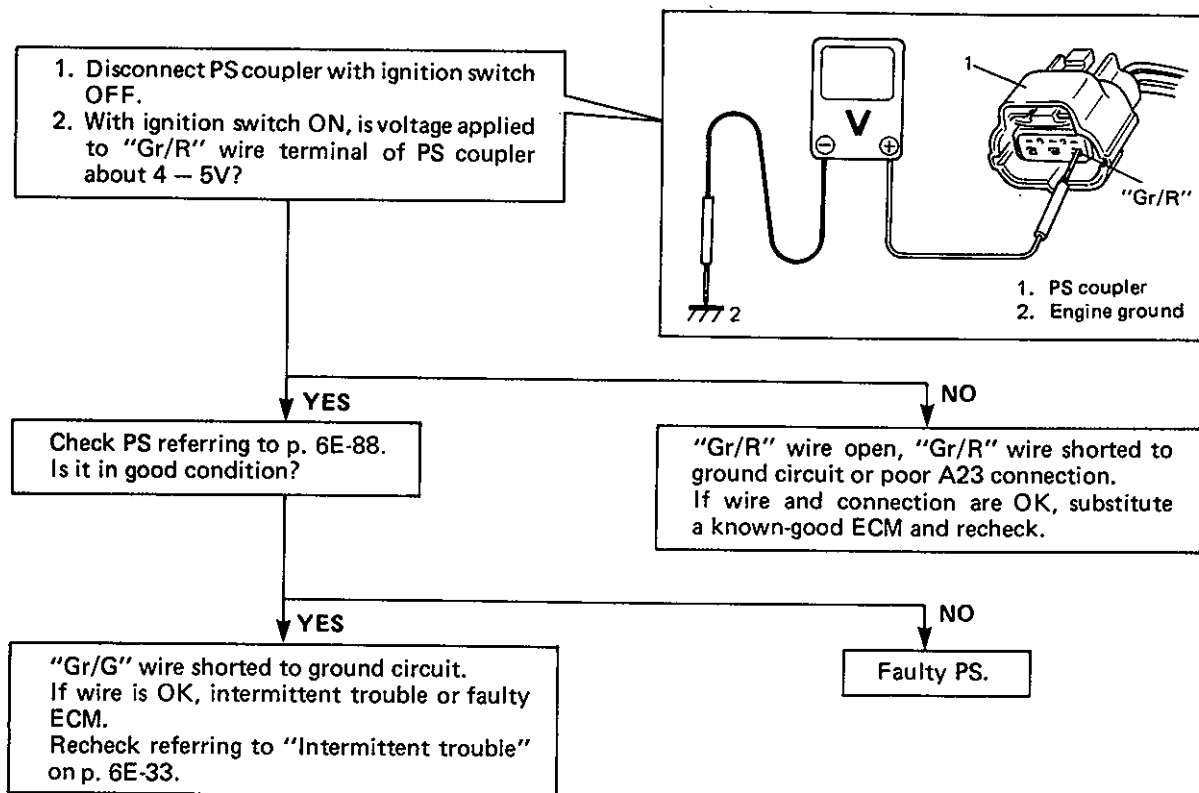 1. Disconnect PS coupler with ignition switch
OFF.
2. With ignition switch ON, is voltage applied
to "Gr/R" wire terminal of PS coupler
about 4 – 5V?
V
⊖ ⊕
1
"Gr/R"
2
1. PS coupler
2. Engine ground
YES
NO
Check PS referring to p. 6E-88.
Is it in good condition?
"Gr/R" wire open, "Gr/R" wire shorted to
ground circuit or poor A23 connection.
If wire and connection are OK, substitute
a known-good ECM and recheck.
YES
NO
"Gr/G" wire shorted to ground circuit.
If wire is OK, intermittent trouble or faulty
ECM.
Recheck referring to "Intermittent trouble"
on p. 6E-33.
Faulty PS.